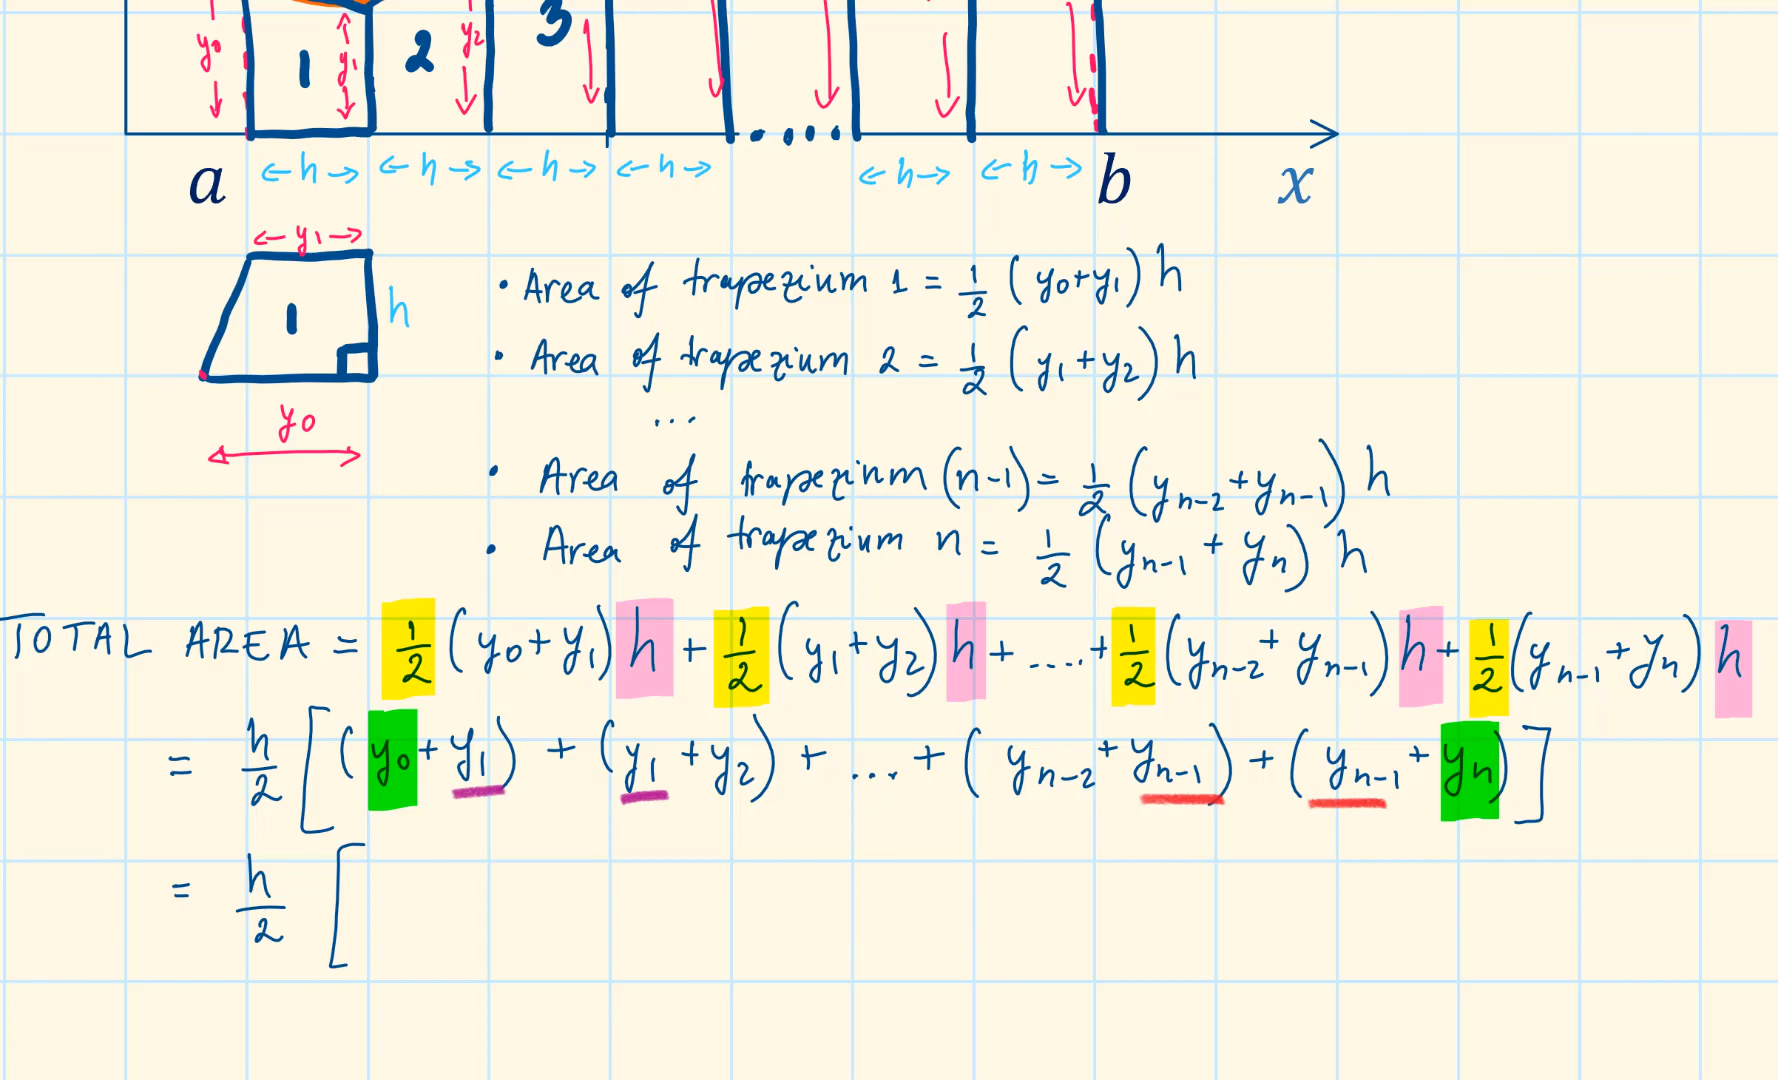 y₀ 1 y₁ 2 y₂ 3
a ← h → ← h → ← h → ← h → ← h → ← h → b x
← y₁ →
1 h
y₀
• Area of trapezium 1 = 1/2 (y₀+y₁) h
• Area of trapezium 2 = 1/2 (y₁+y₂) h
...
• Area of trapezium (n-1) = 1/2 (yₙ₋₂+yₙ₋₁) h
• Area of trapezium n = 1/2 (yₙ₋₁ + yₙ) h
TOTAL AREA = 1/2 (y₀+y₁) h + 1/2 (y₁+y₂) h + ....+ 1/2 (yₙ₋₂+ yₙ₋₁) h + 1/2 (yₙ₋₁+yₙ) h
= h/2 [(y₀+y₁) + (y₁+y₂) + ... + (yₙ₋₂+yₙ₋₁) + (yₙ₋₁+yₙ)]
= h/2 [